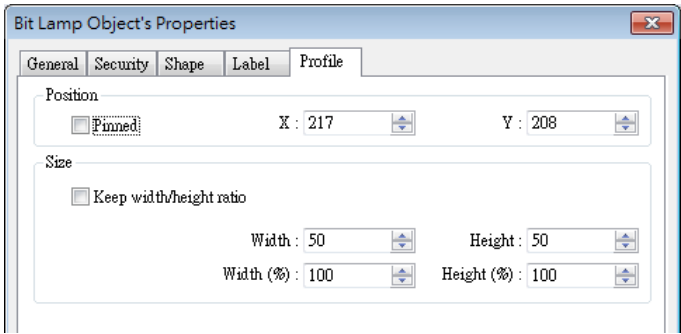 Bit Lamp Object's Properties
General Security Shape Label Profile
Position
Pinned X : 217 Y : 208
Size
Keep width/height ratio
Width : 50 Height : 50
Width (%) : 100 Height (%) : 100